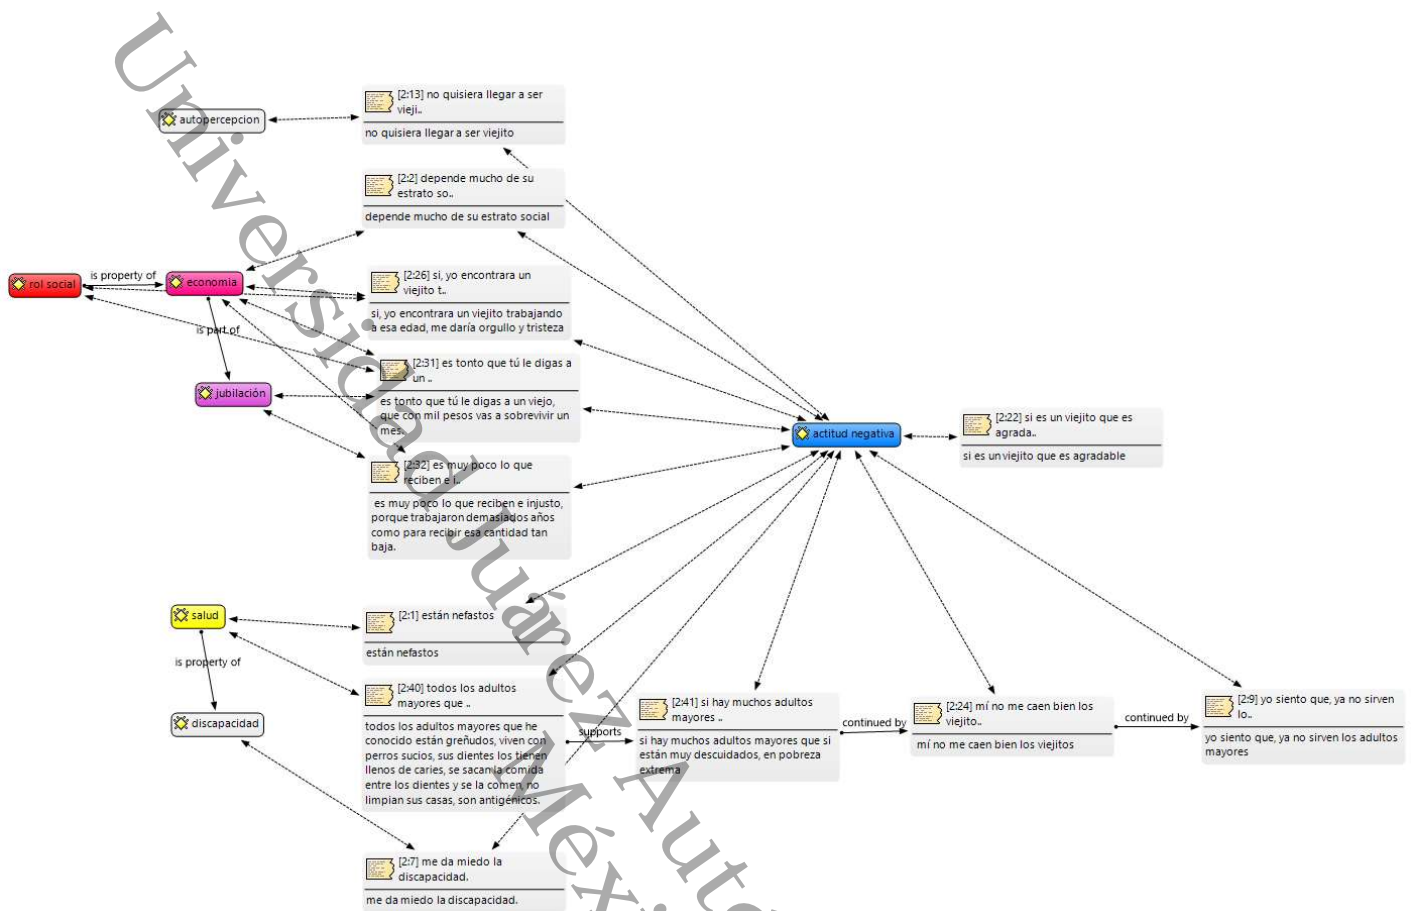 [2:13] no quisiera llegar a ser
vieji..
no quisiera llegar a ser viejito
autopercepcion
[2:2] depende mucho de su
estrato so..
depende mucho de su estrato social
rol social
is property of
economia
[2:26] si, yo encontrara un
viejito t..
si, yo encontrara un viejito trabajando
a esa edad, me daría orgullo y tristeza
is part of
[2:31] es tonto que tú le digas a
un ..
es tonto que tú le digas a un viejo,
que con mil pesos vas a sobrevivir un
mes.
jubilación
actitud negativa
[2:22] si es un viejito que es
agrada..
si es un viejito que es agradable
[2:32] es muy poco lo que
reciben e i..
es muy poco lo que reciben e injusto,
porque trabajaron demasiados años
como para recibir esa cantidad tan
baja.
salud
is property of
discapacidad
[2:1] están nefastos
están nefastos
[2:40] todos los adultos
mayores que ..
todos los adultos mayores que he
conocido están greñudos, viven con
perros sucios, sus dientes los tienen
llenos de caries, se sacan la comida
entre los dientes y se la comen, no
limpian sus casas, son antigénicos.
supports
[2:41] si hay muchos adultos
mayores ..
si hay muchos adultos mayores que si
están muy descuidados, en pobreza
extrema
continued by
[2:24] mí no me caen bien los
viejito..
mí no me caen bien los viejitos
continued by
[2:9] yo siento que, ya no sirven
lo..
yo siento que, ya no sirven los adultos
mayores
[2:7] me da miedo la
discapacidad.
me da miedo la discapacidad.
Universidad Juárez Autó
Méxi